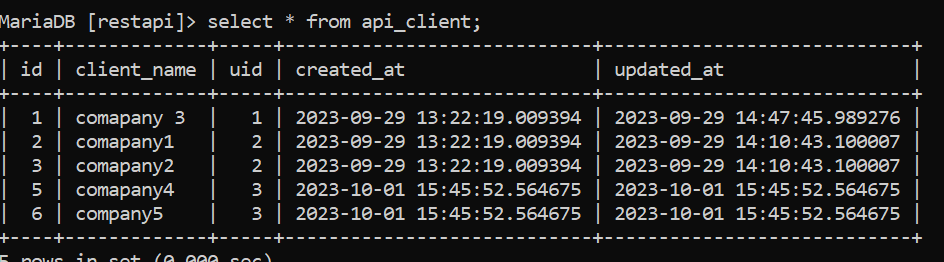 MariaDB [restapi]> select * from api_client;
+----+-------------+-----+----------------------------+----------------------------+
| id | client_name | uid | created_at                 | updated_at                 |
+----+-------------+-----+----------------------------+----------------------------+
|  1 | comapany 3  |   1 | 2023-09-29 13:22:19.009394 | 2023-09-29 14:47:45.989276 |
|  2 | comapany1   |   2 | 2023-09-29 13:22:19.009394 | 2023-09-29 14:10:43.100007 |
|  3 | comapany2   |   2 | 2023-09-29 13:22:19.009394 | 2023-09-29 14:10:43.100007 |
|  5 | comapany4   |   3 | 2023-10-01 15:45:52.564675 | 2023-10-01 15:45:52.564675 |
|  6 | company5    |   3 | 2023-10-01 15:45:52.564675 | 2023-10-01 15:45:52.564675 |
+----+-------------+-----+----------------------------+----------------------------+
5 rows in set (0.000 sec)